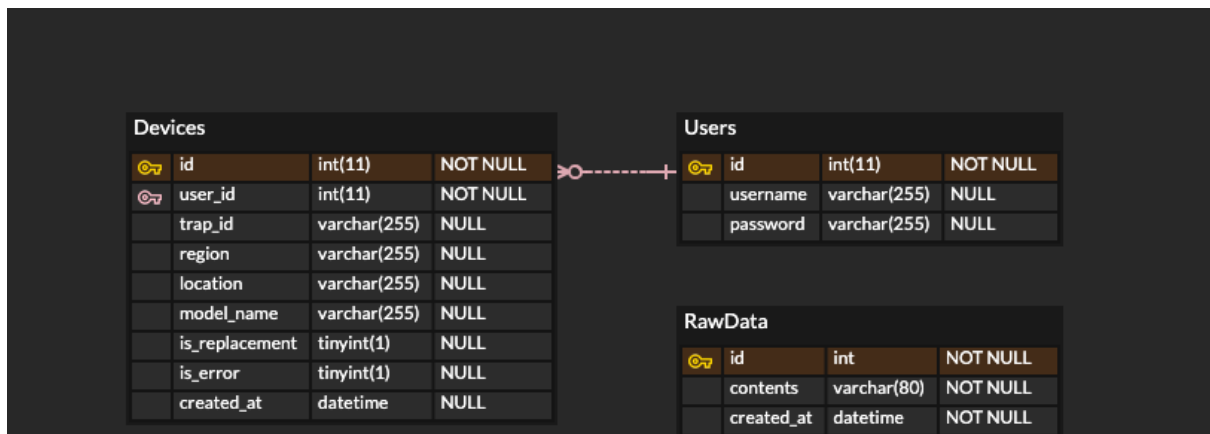 Devices
id int(11) NOT NULL
user_id int(11) NOT NULL
trap_id varchar(255) NULL
region varchar(255) NULL
location varchar(255) NULL
model_name varchar(255) NULL
is_replacement tinyint(1) NULL
is_error tinyint(1) NULL
created_at datetime NULL
Users
id int(11) NOT NULL
username varchar(255) NULL
password varchar(255) NULL
RawData
id int NOT NULL
contents varchar(80) NOT NULL
created_at datetime NOT NULL